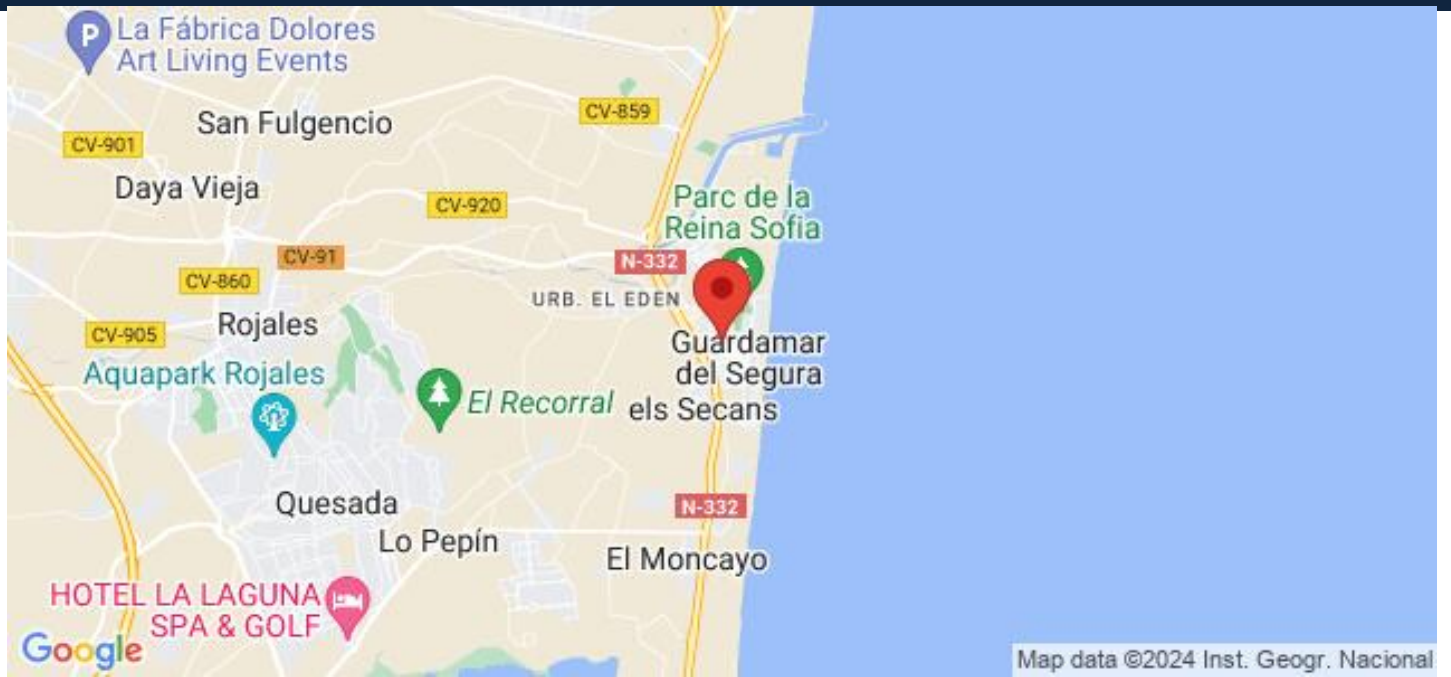 La Fábrica Dolores
Art Living Events
P
San Fulgencio
CV-859
CV-901
Daya Vieja
CV-920
Parc de la
Reina Sofia
CV-91
N-332
CV-860
URB. EL EDEN
Rojales
CV-905
Guardamar
del Segura
Aquapark Rojales
El Recorral
els Secans
Quesada
N-332
Lo Pepín
El Moncayo
HOTEL LA LAGUNA
SPA & GOLF
Google
Map data ©2024 Inst. Geogr. Nacional